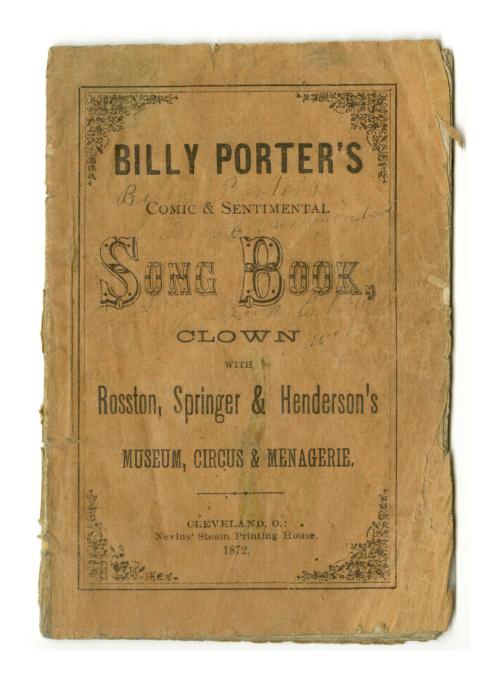 BILLY PORTER'S
COMIC & SENTIMENTAL
SONG BOOK,
CLOWN
WITH
Rosston, Springer & Henderson's
MUSEUM, CIRCUS & MENAGERIE.
CLEVELAND, O.:
Nevins' Steam Printing House.
1872.